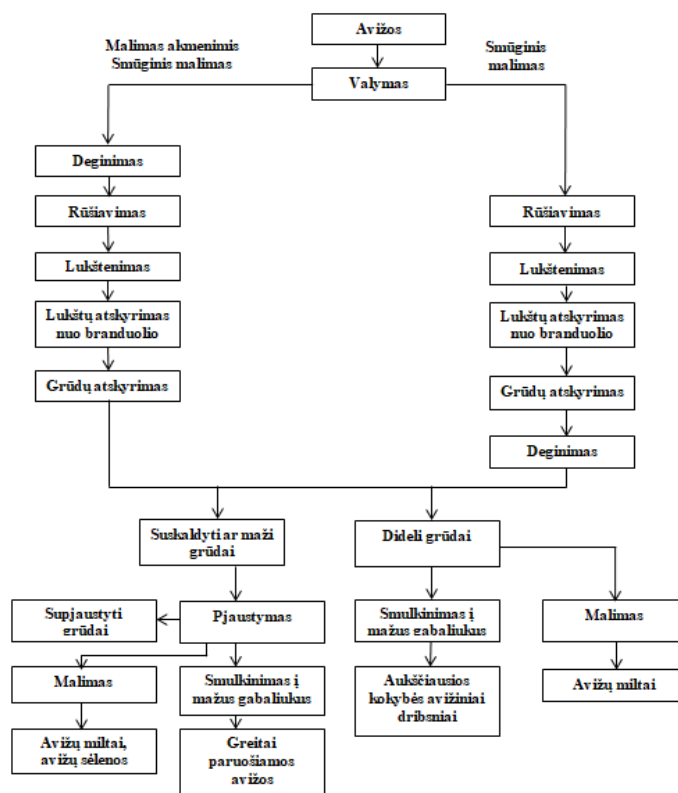 Avižos
Malimas akmenimis
Smūginis malimas
Smūginis
malimas
Valymas
Deginimas
Rūšiavimas
Rūšiavimas
Lukštenimas
Lukštenimas
Lukštų atskyrimas
nuo branduolio
Lukštų atskyrimas
nuo branduolio
Grūdų atskyrimas
Grūdų atskyrimas
Deginimas
Suskaldyti ar maži
grūdai
Dideli grūdai
Supjaustyti
grūdai
Pjaustymas
Smulkinimas į
mažus gabaliukus
Malimas
Malimas
Smulkinimas į
mažus gabaliukus
Aukščiausios
kokybės avižiniai
dribsniai
Avižų miltai
Avižų miltai,
avižų sėlenos
Greitai
paruošiamos
avižos